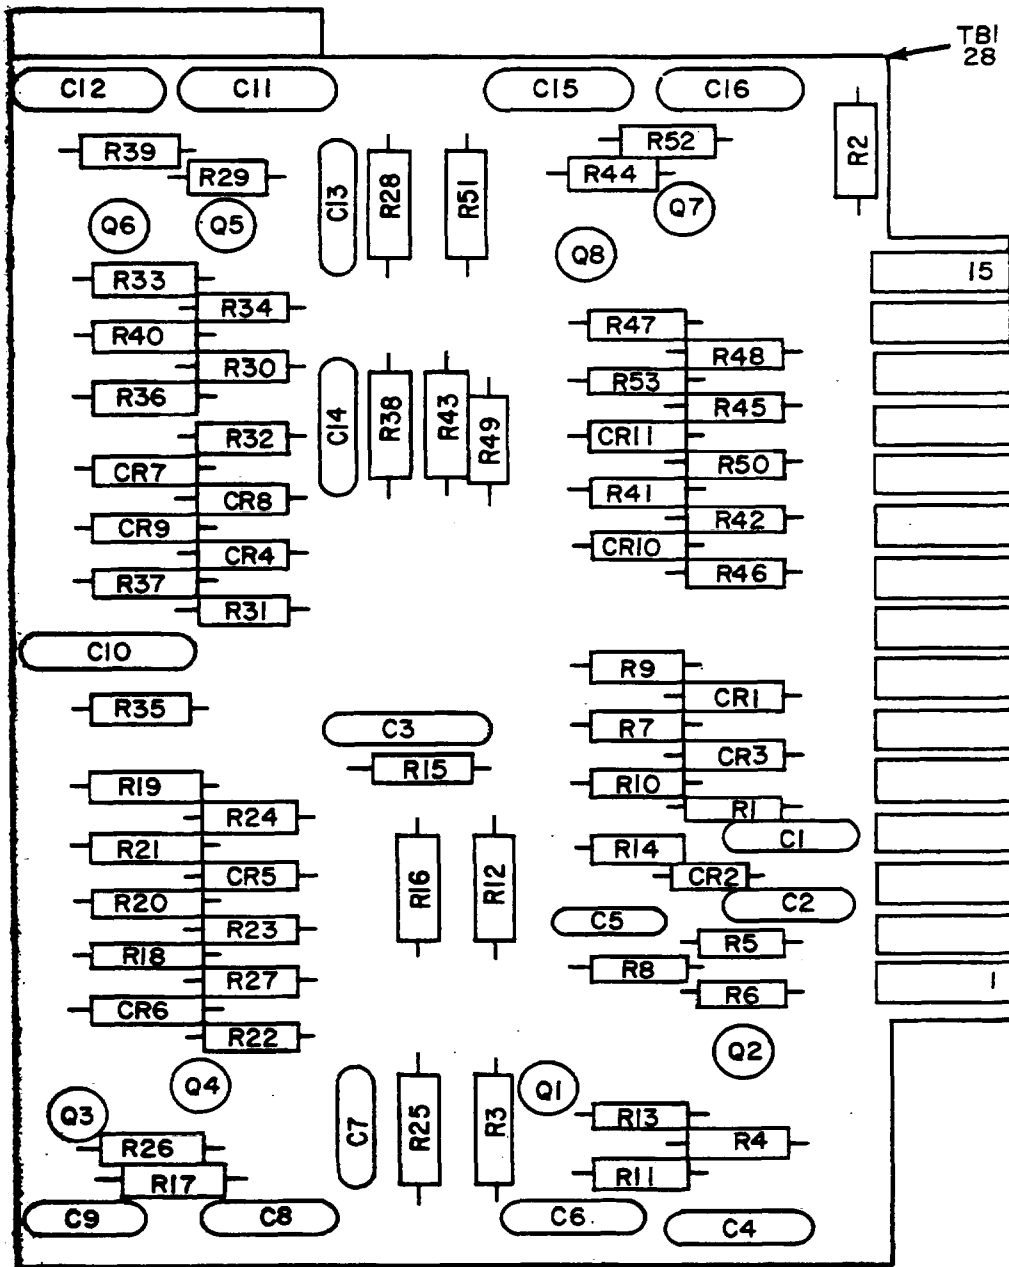 TB1
28
C12 C11 C15 C16
R39 R52 R2
R29 R44
C13 R28 R51
Q6 Q5 Q7
Q8
R33 15
R34
R40 R47
R30 R48
R36 R53
R45
C14 R38 R43 R49
R32 CR11
CR7 R50
CR8 R41
CR9 R42
CR4 CR10
R37 R46
R31
C10 R9
R35 CR1
C3 R7
R15 CR3
R19 R10
R24 R1
R21 R14 C1
CR5 CR2
R16 R12
R20 C2
R23 C5 R5
R18 R8
R27 R6 1
CR6
R22 Q2
Q4 Q1
Q3 C7 R25 R3 R13
R26 R4
R17 R11
C9 C8 C6 C4